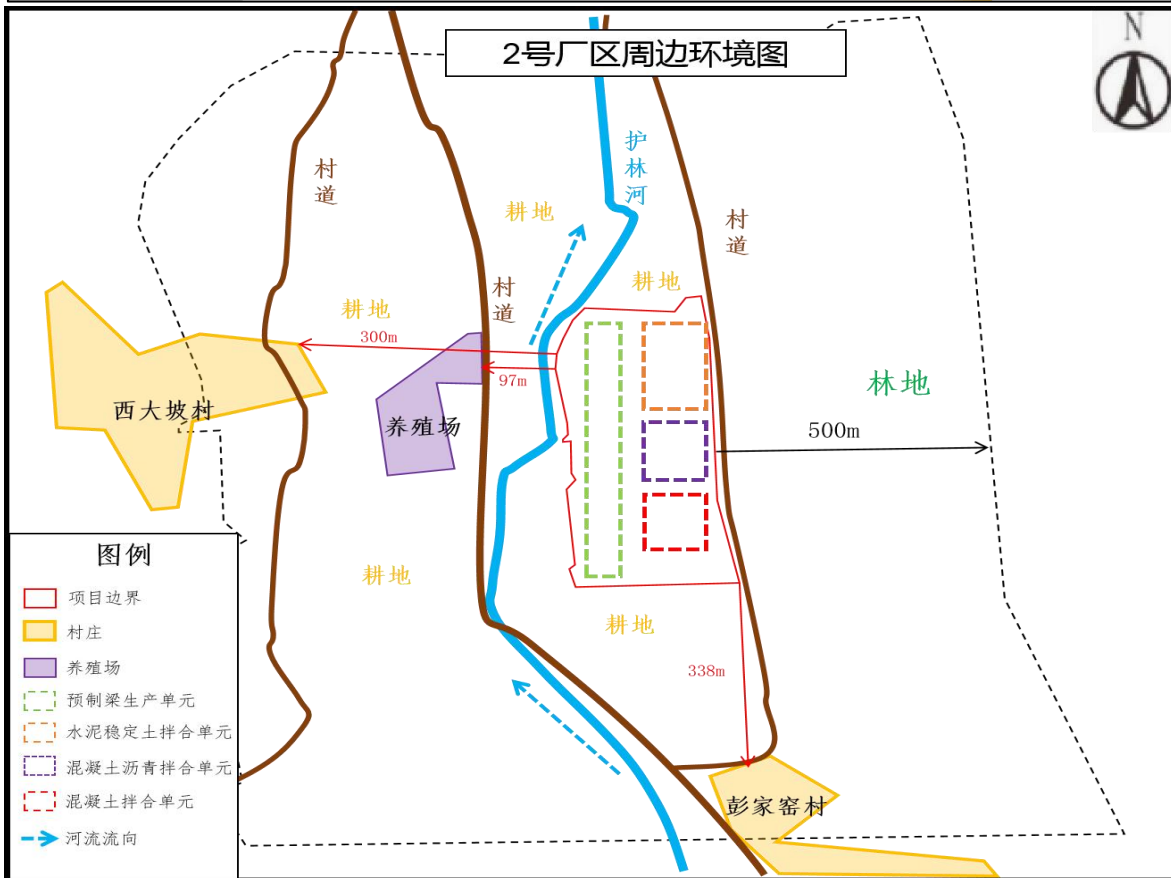 2号厂区周边环境图
N
村道
护林河
耕地
村道
耕地
村道
耕地
300m
97m
林地
西大坡村
养殖场
500m
耕地
耕地
338m
彭家窑村
图例
项目边界
村庄
养殖场
预制梁生产单元
水泥稳定土拌合单元
混凝土沥青拌合单元
混凝土拌合单元
河流流向